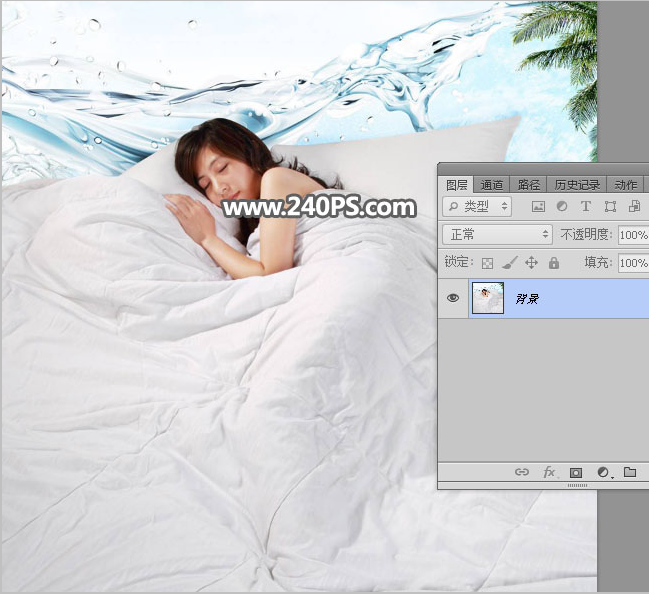 www.240PS.com
图层 通道 路径 历史记录 动作
类型 T
正常 不透明度: 100%
锁定: 填充: 100%
背景
fx